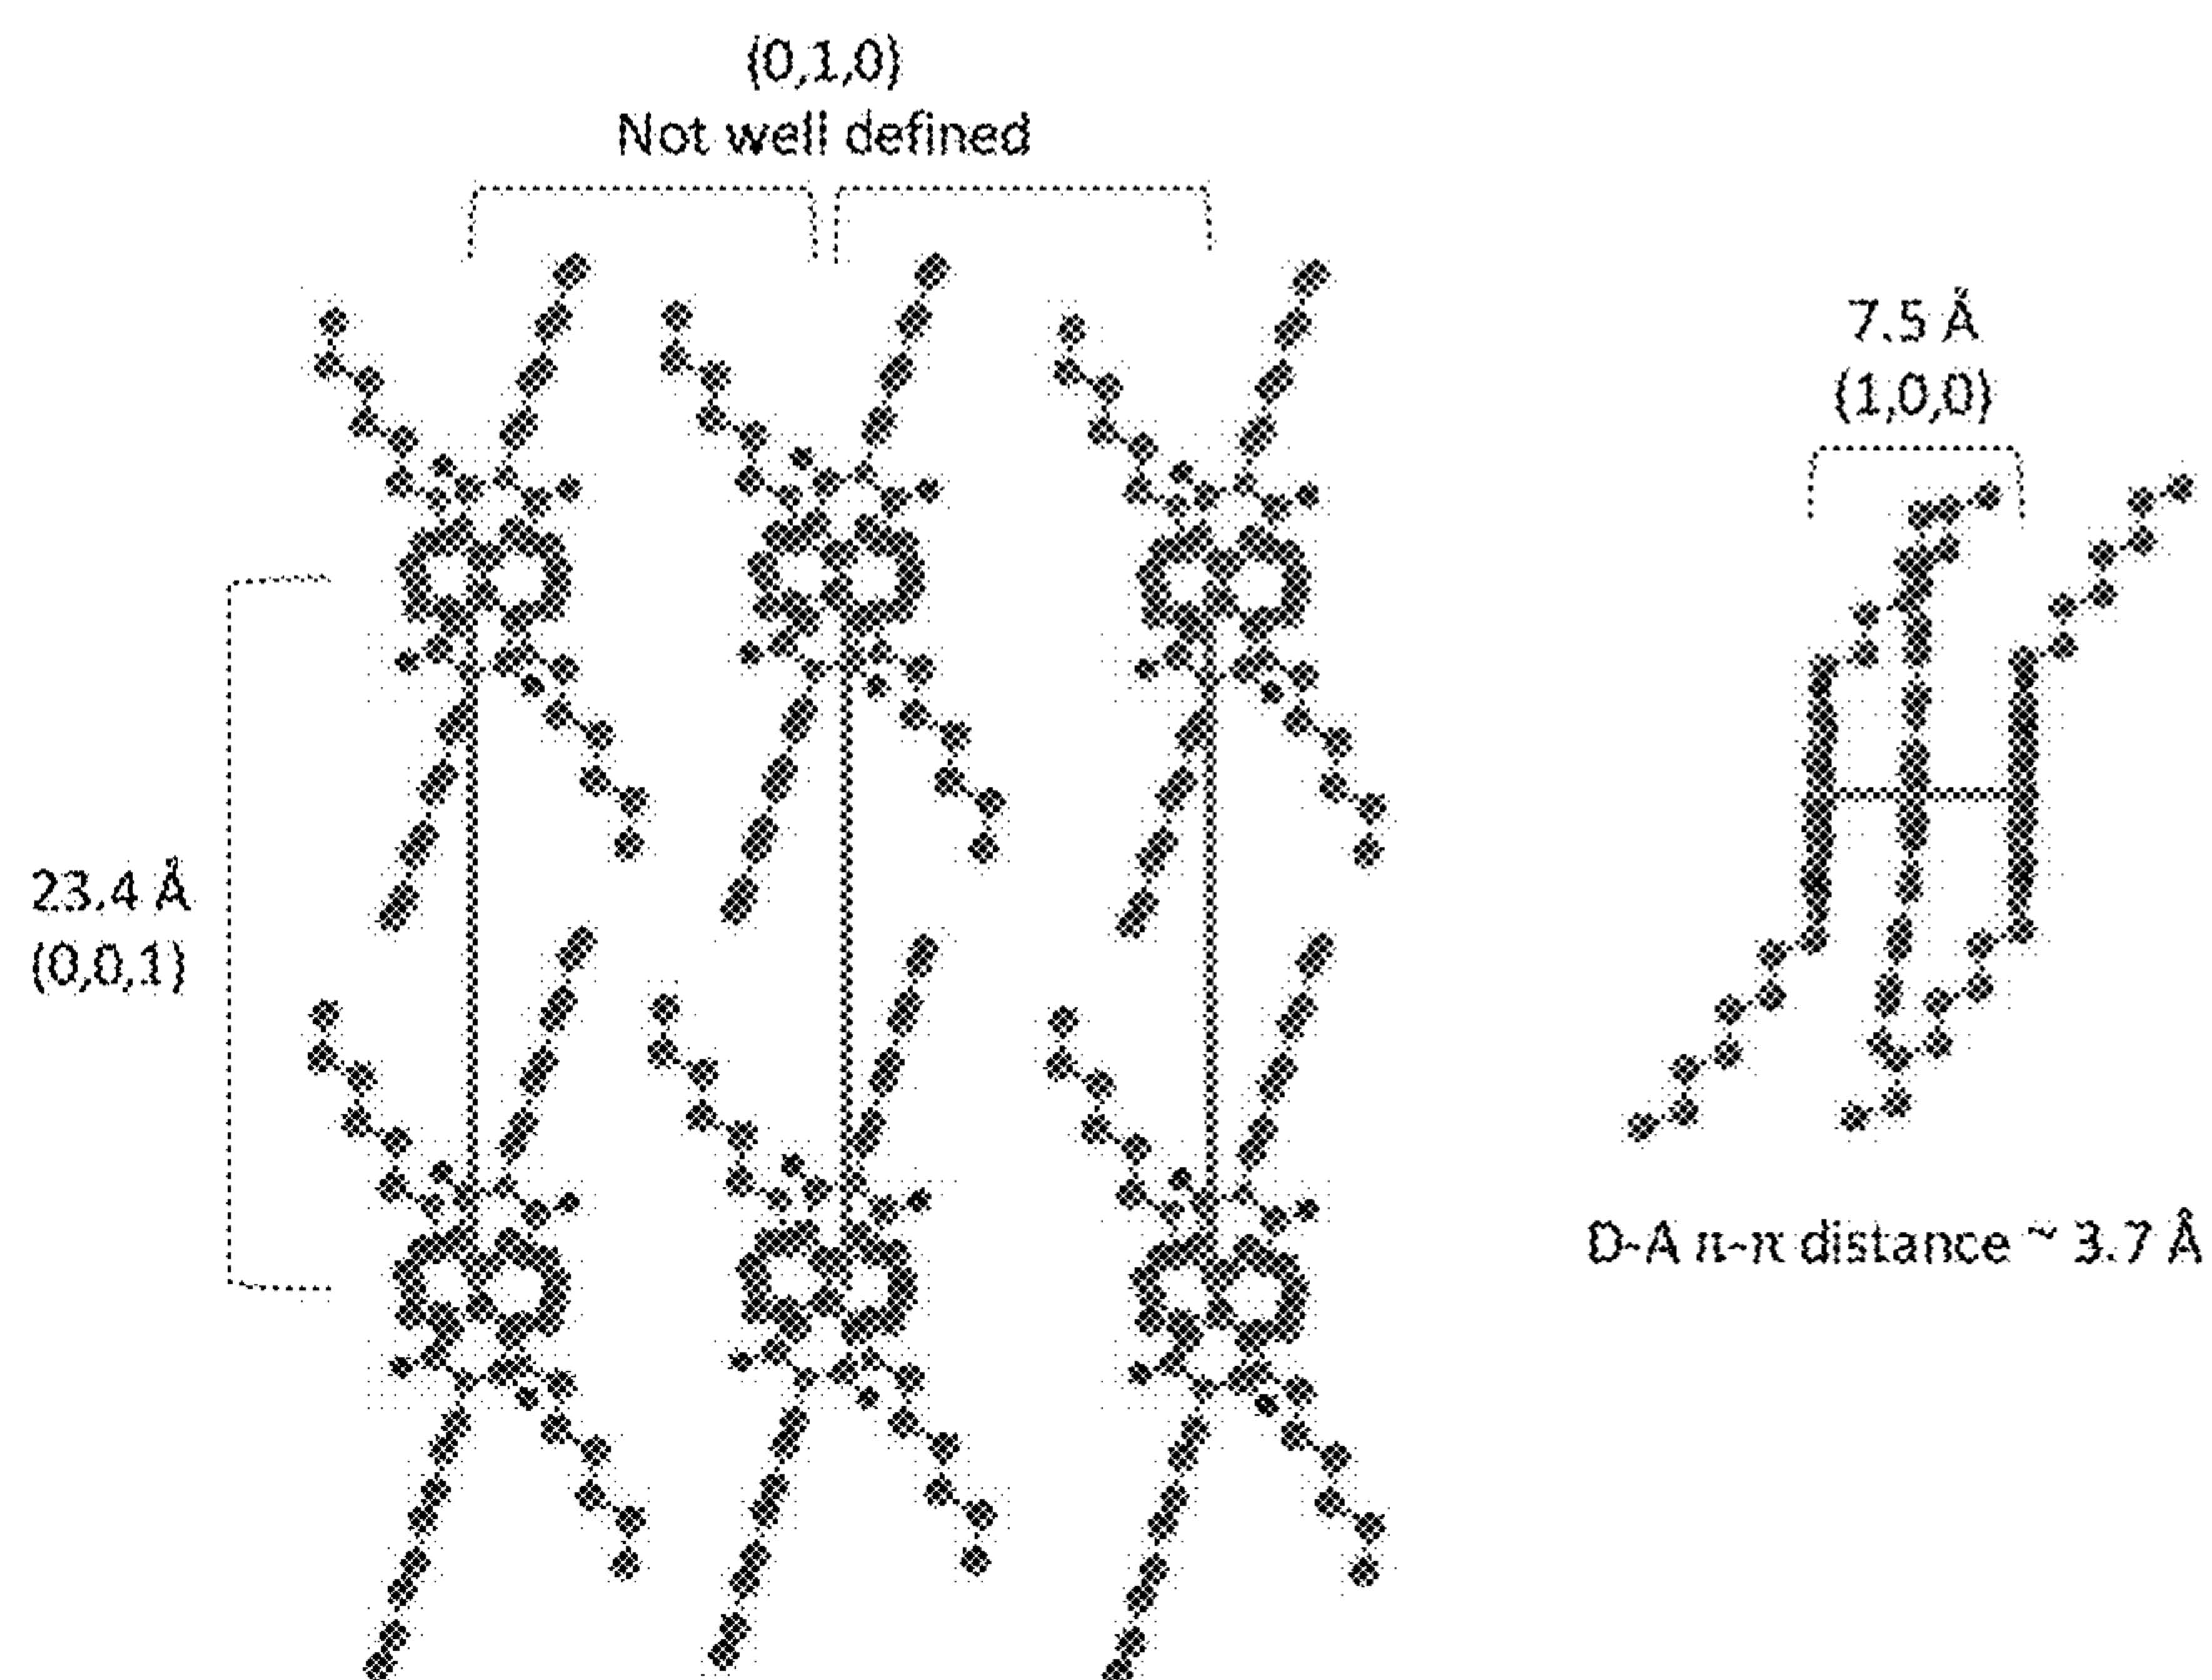 (0,1,0)
Not well defined
7.5 Å
(1,0,0)
23.4 Å
(0,0,1)
D-A π-π distance ~ 3.7 Å